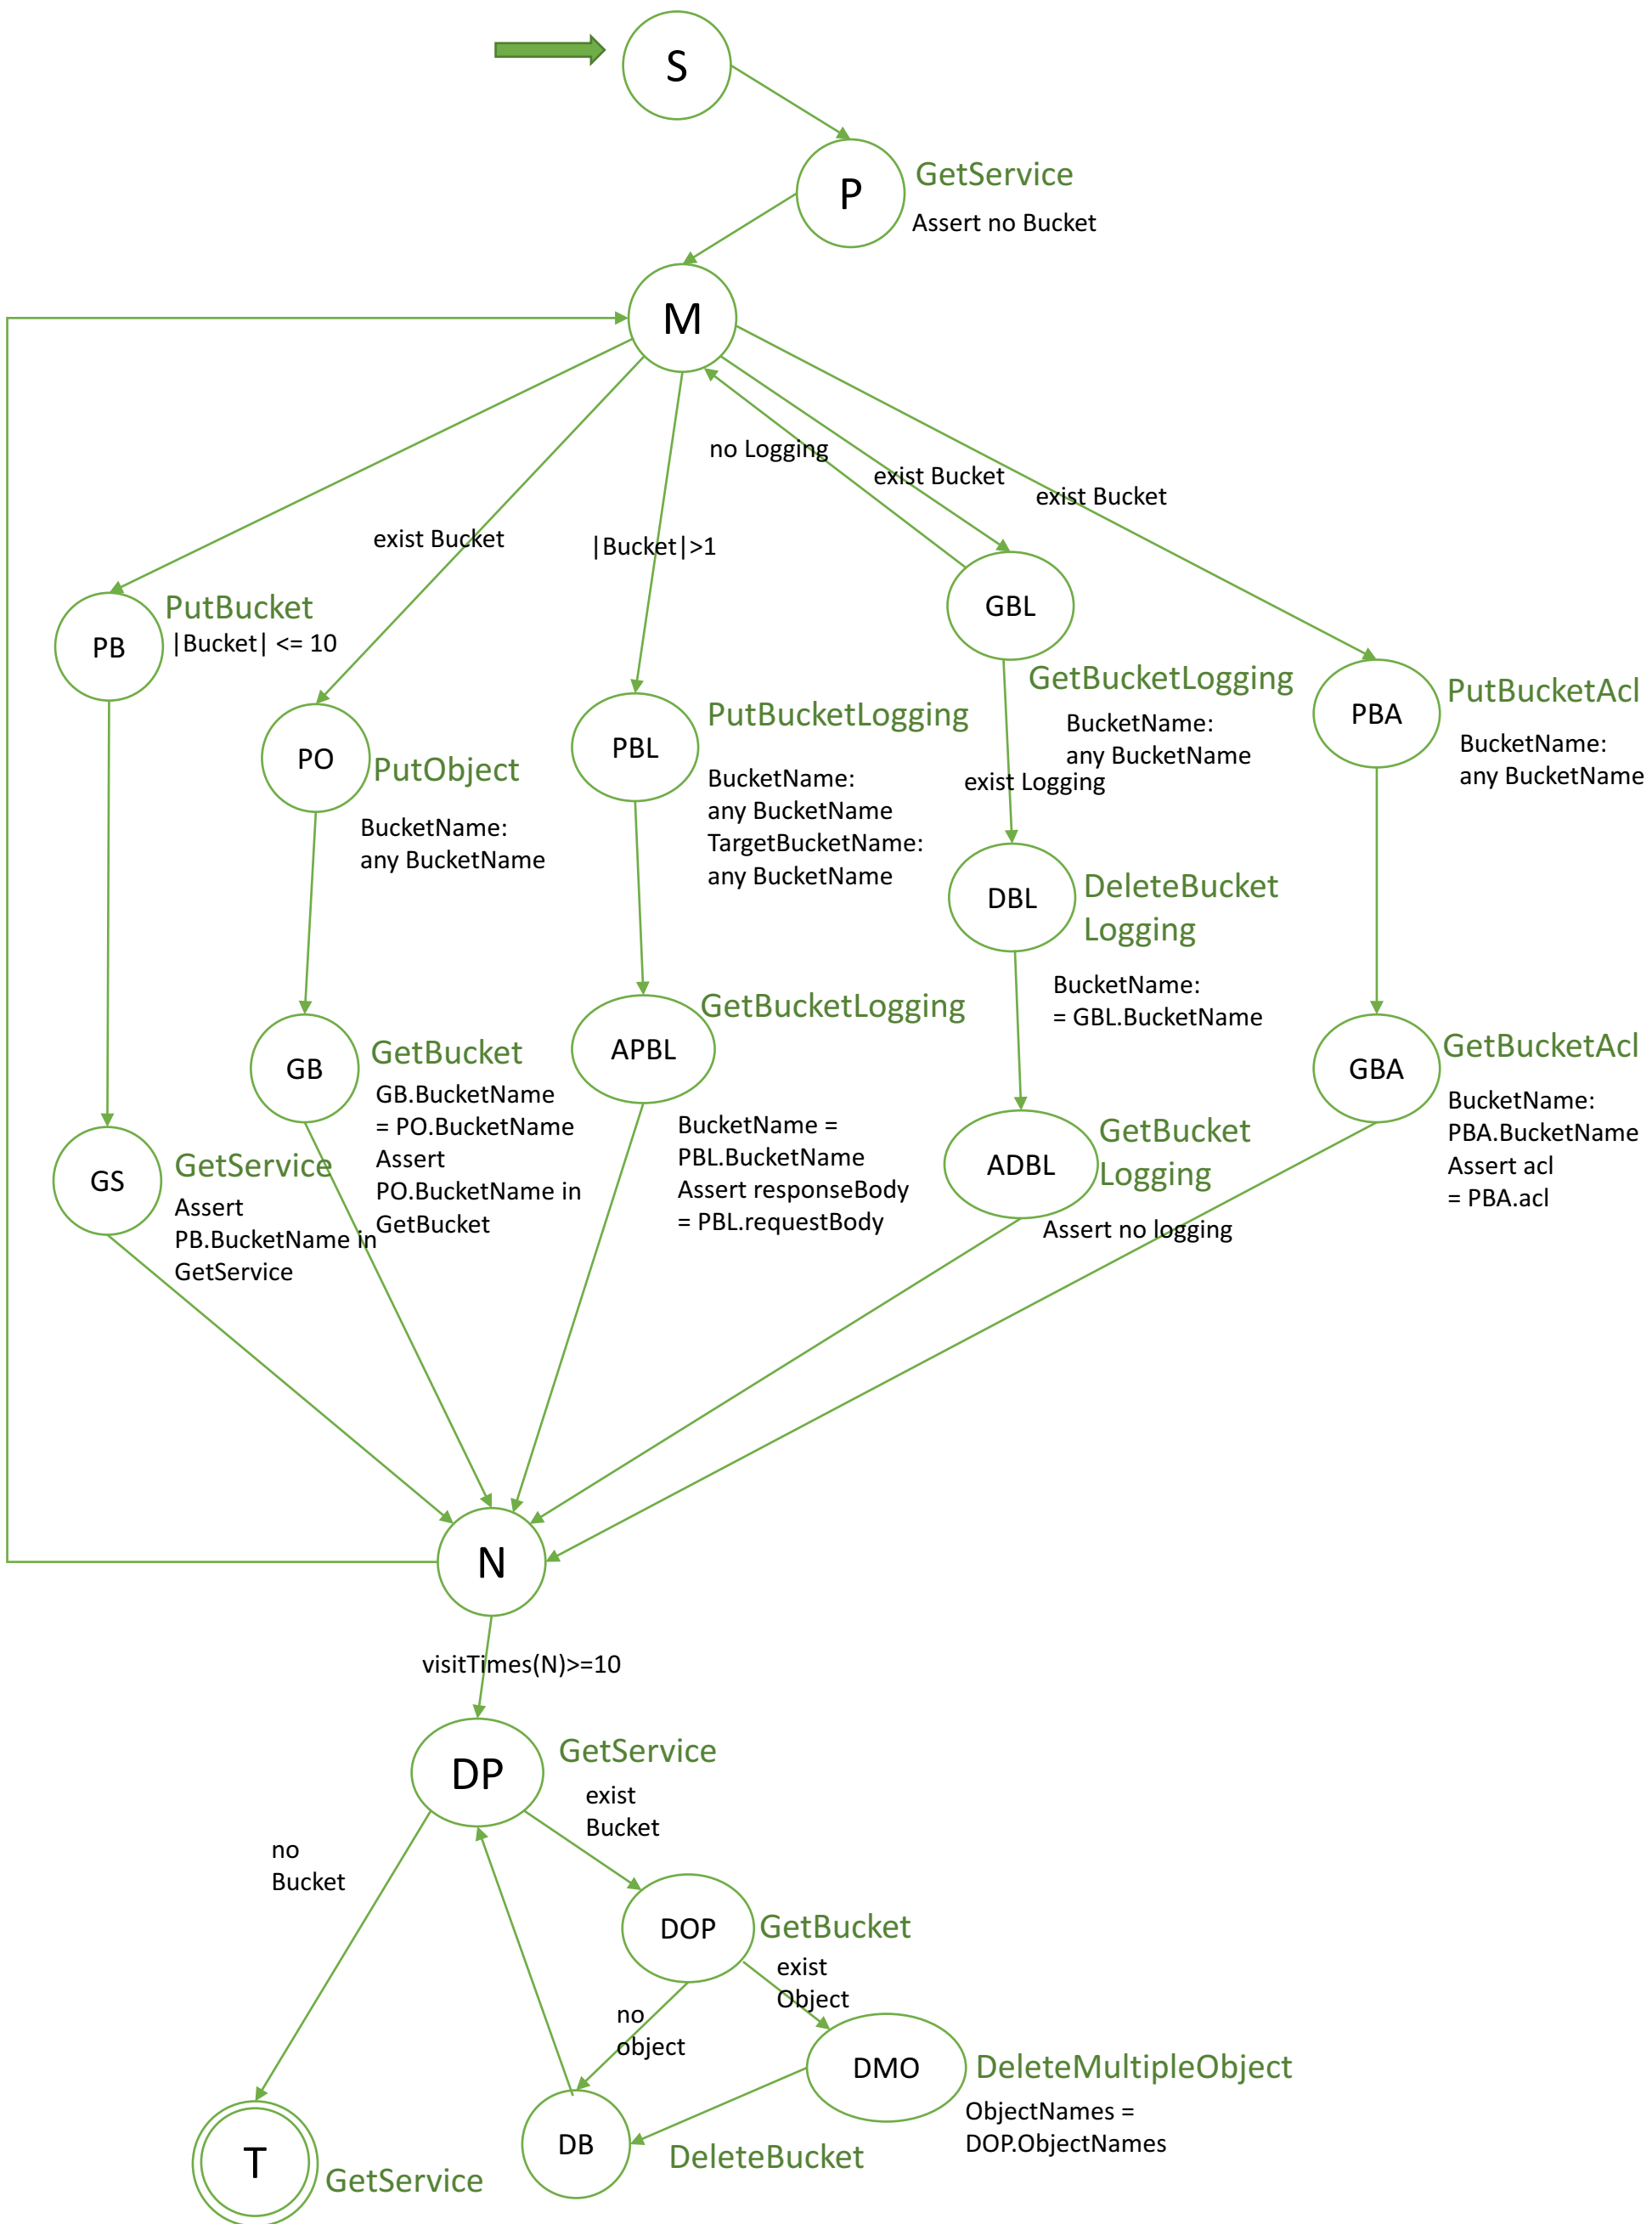 S
P
GetService
Assert no Bucket
M
no Logging
exist Bucket
exist Bucket
exist Bucket
|Bucket|>1
PB
PutBucket
|Bucket| <= 10
PO
PutObject
BucketName:
any BucketName
PBL
PutBucketLogging
BucketName:
any BucketName
TargetBucketName:
any BucketName
GBL
GetBucketLogging
BucketName:
any BucketName
exist Logging
PBA
PutBucketAcl
BucketName:
any BucketName
DBL
DeleteBucket
Logging
BucketName:
= GBL.BucketName
GS
GetService
Assert
PB.BucketName in
GetService
GB
GetBucket
GB.BucketName
= PO.BucketName
Assert
PO.BucketName in
GetBucket
APBL
GetBucketLogging
BucketName =
PBL.BucketName
Assert responseBody
= PBL.requestBody
ADBL
GetBucket
Logging
Assert no logging
GBA
GetBucketAcl
BucketName:
PBA.BucketName
Assert acl
= PBA.acl
N
visitTimes(N)>=10
DP
GetService
exist
Bucket
no
Bucket
DOP
GetBucket
exist
Object
no
object
DMO
DeleteMultipleObject
ObjectNames =
DOP.ObjectNames
DB
DeleteBucket
T
GetService